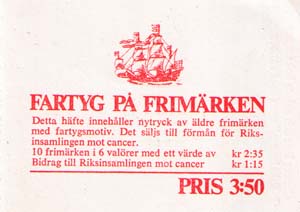 FARTYG PÅ FRIMÄRKEN
Detta häfte innehåller nytryck av äldre frimärken
med fartygsmotiv. Det säljs till förmån för Riks-
insamlingen mot cancer.
10 frimärken i 6 valörer med ett värde av kr 2:35
Bidrag till Riksinsamlingen mot cancer kr 1:15
PRIS 3:50